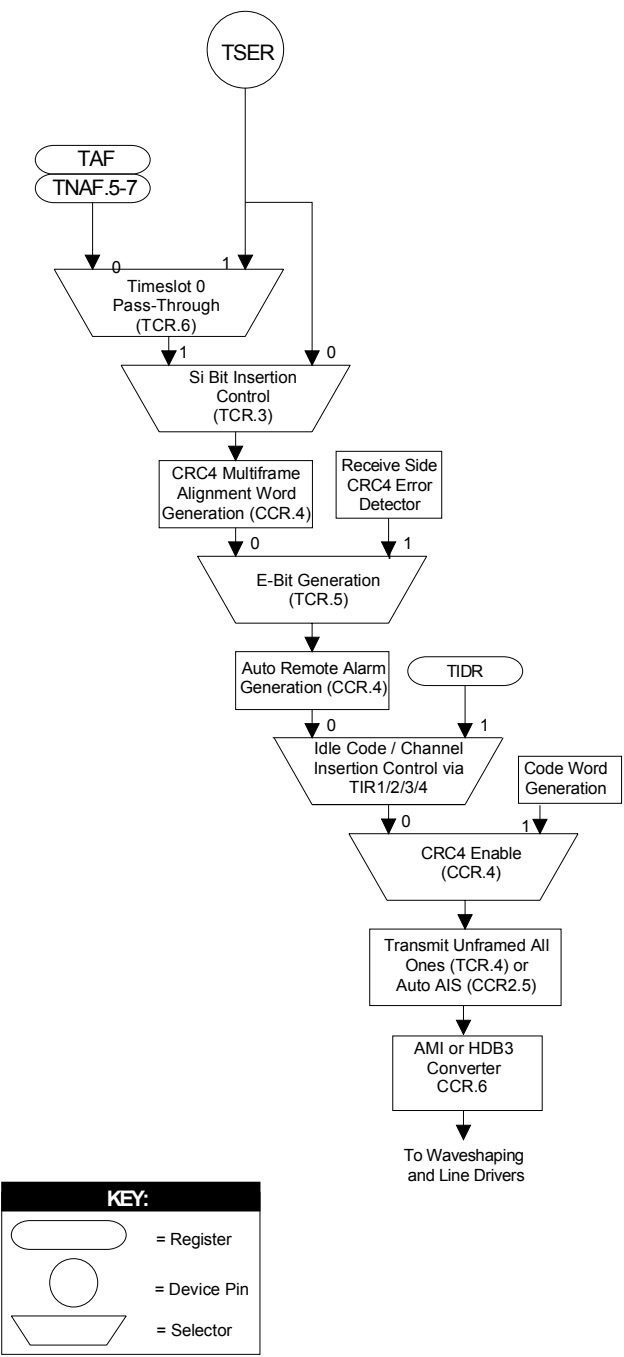 TSER
TAF
TNAF.5-7
0
1
Timeslot 0
Pass-Through
(TCR.6)
1
0
Si Bit Insertion
Control
(TCR.3)
CRC4 Multiframe
Alignment Word
Generation (CCR.4)
Receive Side
CRC4 Error
Detector
0
1
E-Bit Generation
(TCR.5)
Auto Remote Alarm
Generation (CCR.4)
TIDR
0
1
Idle Code / Channel
Insertion Control via
TIR1/2/3/4
Code Word
Generation
0
1
CRC4 Enable
(CCR.4)
Transmit Unframed All
Ones (TCR.4) or
Auto AIS (CCR2.5)
AMI or HDB3
Converter
CCR.6
To Waveshaping
and Line Drivers
KEY:
= Register
= Device Pin
= Selector